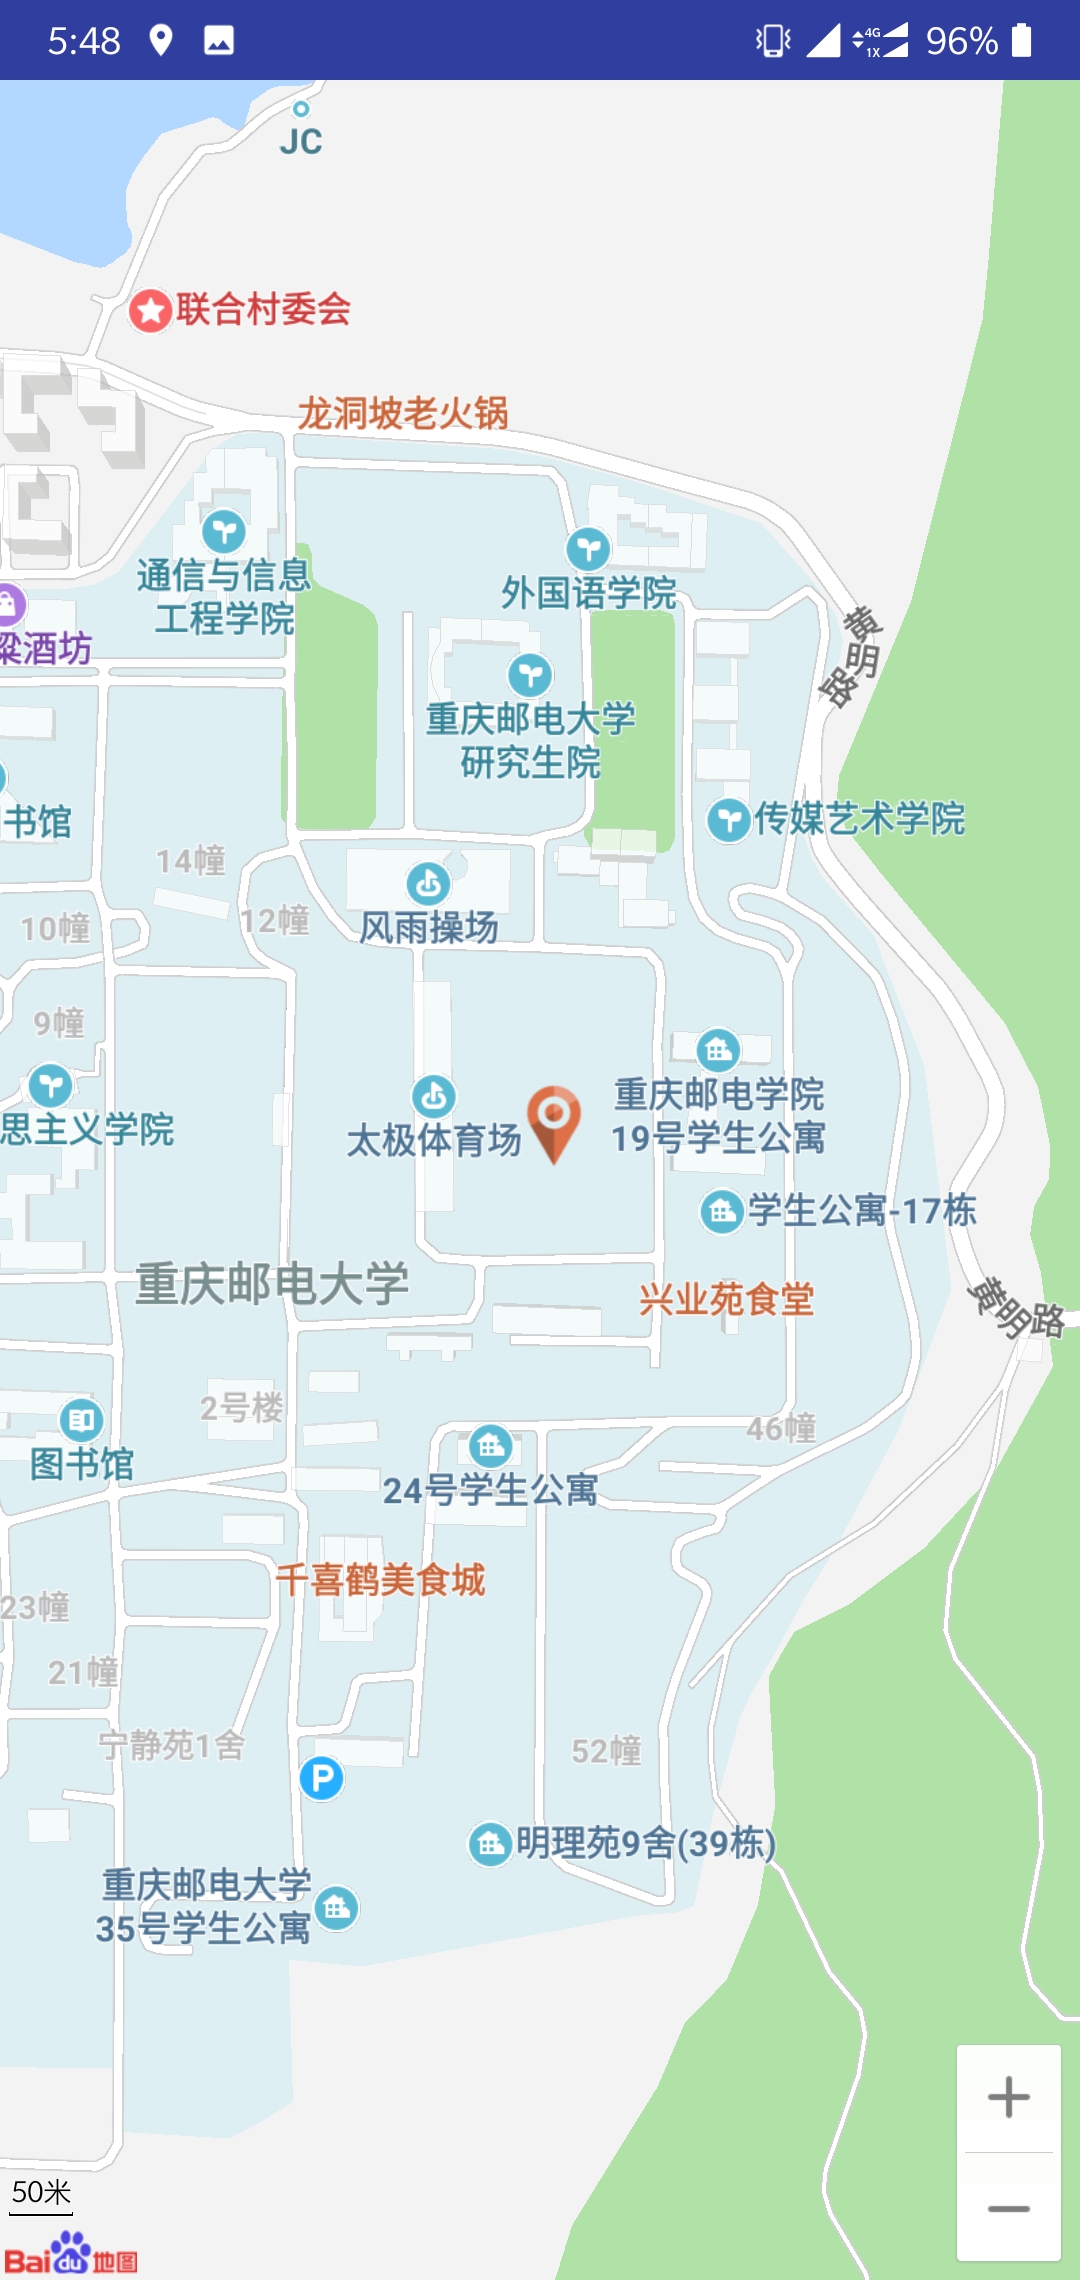 5:48
4G
1X
96%
JC
联合村委会
龙洞坡老火锅
通信与信息
工程学院
外国语学院
黄明路
梁酒坊
重庆邮电大学
研究生院
书馆
传媒艺术学院
14幢
10幢
12幢
风雨操场
9幢
思主义学院
太极体育场
重庆邮电学院
19号学生公寓
学生公寓-17栋
重庆邮电大学
兴业苑食堂
黄明路
2号楼
46幢
图书馆
24号学生公寓
千喜鹤美食城
23幢
21幢
宁静苑1舍
52幢
P
明理苑9舍(39栋)
重庆邮电大学
35号学生公寓
50米
Bai du 地图